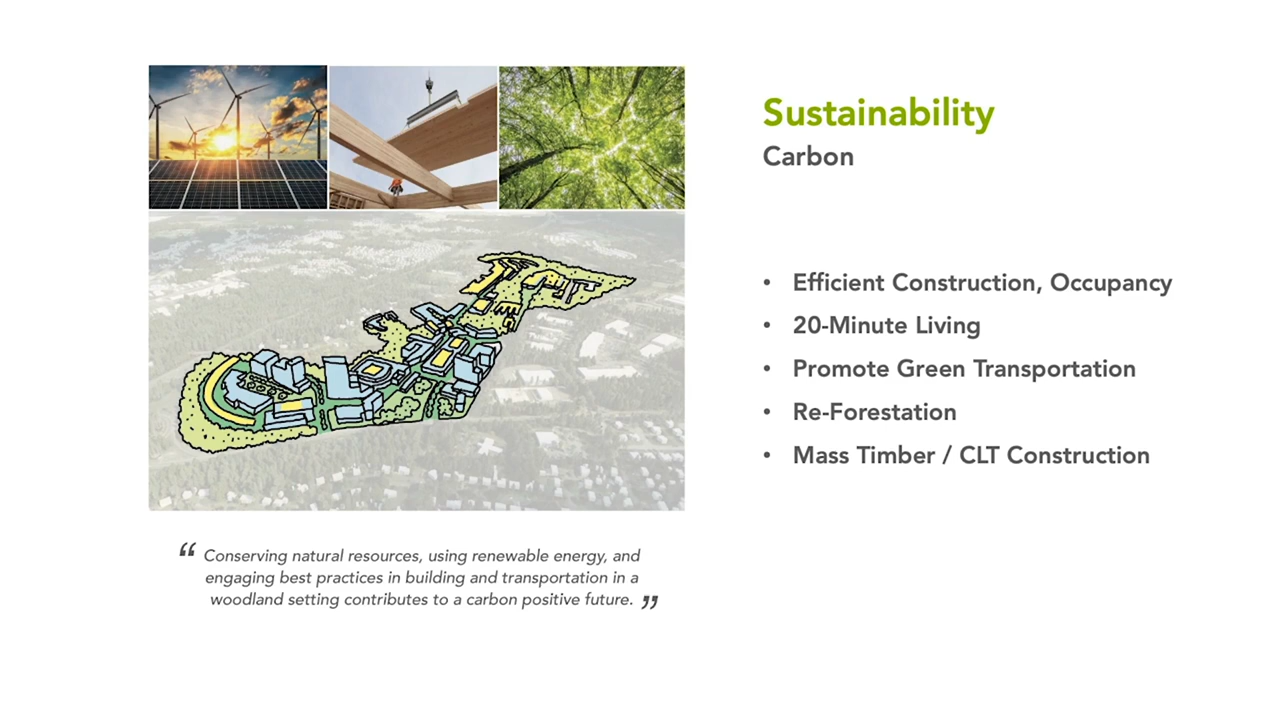 Sustainability
Carbon
• Efficient Construction, Occupancy
• 20-Minute Living
• Promote Green Transportation
• Re-Forestation
• Mass Timber / CLT Construction
“ Conserving natural resources, using renewable energy, and
engaging best practices in building and transportation in a
woodland setting contributes to a carbon positive future. ”